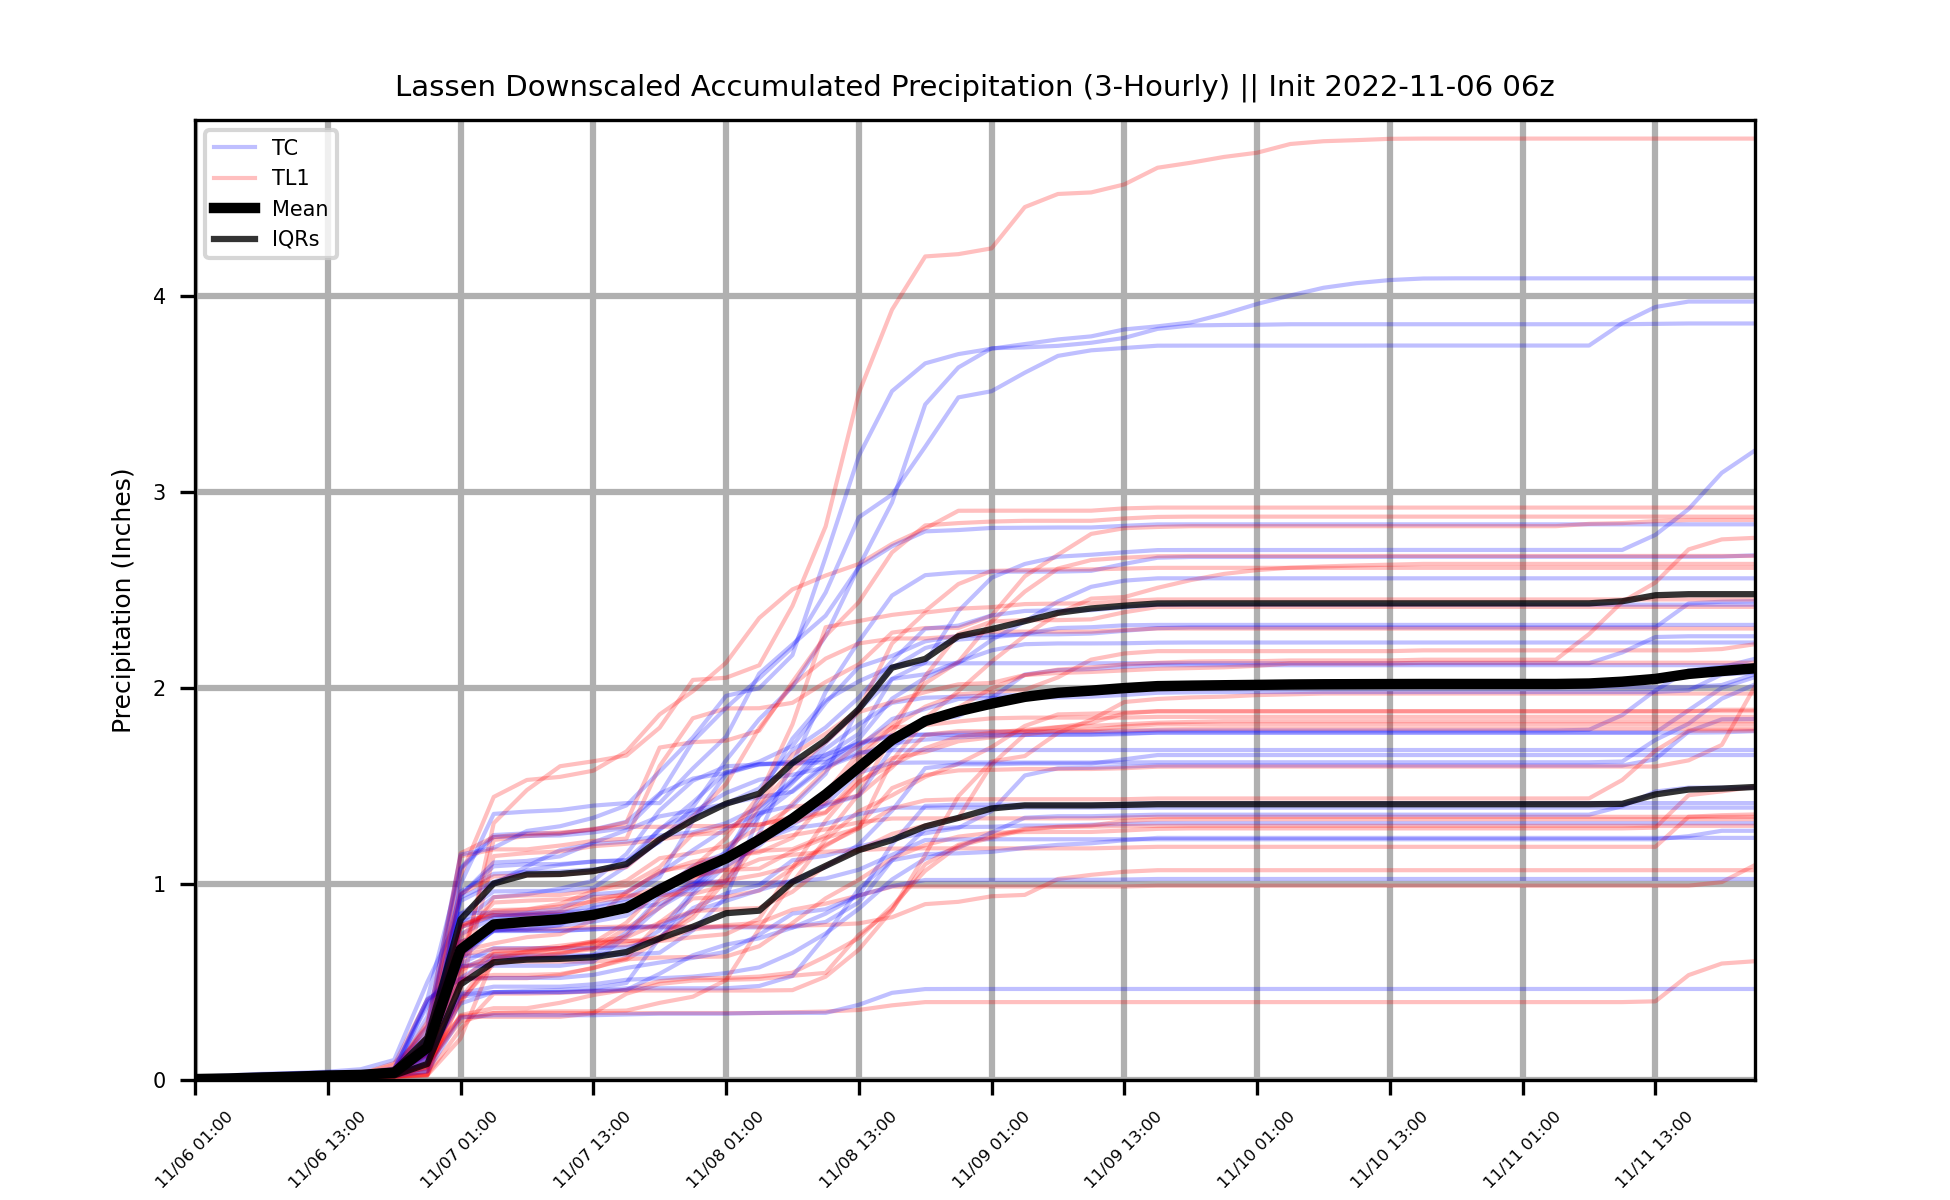 Lassen Downscaled Accumulated Precipitation (3-Hourly) || Init 2022-11-06 06z
TC
TL1
Mean
IQRs
Precipitation (Inches)
4
3
2
1
0
11/06 01:00
11/06 13:00
11/07 01:00
11/07 13:00
11/08 01:00
11/08 13:00
11/09 01:00
11/09 13:00
11/10 01:00
11/10 13:00
11/11 01:00
11/11 13:00